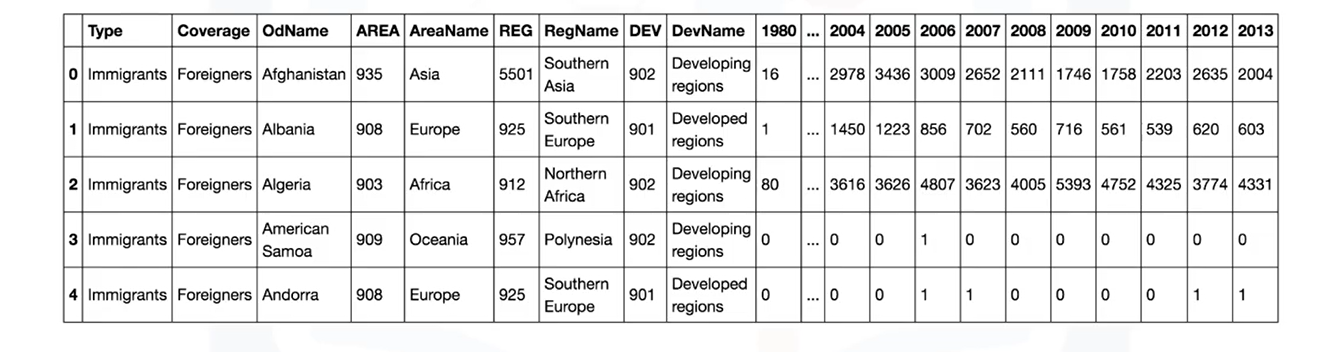 Type Coverage OdName AREA AreaName REG RegName DEV DevName 1980 ... 2004 2005 2006 2007 2008 2009 2010 2011 2012 2013
0 Immigrants Foreigners Afghanistan 935 Asia 5501 Southern Asia 902 Developing regions 16 ... 2978 3436 3009 2652 2111 1746 1758 2203 2635 2004
1 Immigrants Foreigners Albania 908 Europe 925 Southern Europe 901 Developed regions 1 ... 1450 1223 856 702 560 716 561 539 620 603
2 Immigrants Foreigners Algeria 903 Africa 912 Northern Africa 902 Developing regions 80 ... 3616 3626 4807 3623 4005 5393 4752 4325 3774 4331
3 Immigrants Foreigners American Samoa 909 Oceania 957 Polynesia 902 Developing regions 0 ... 0 0 1 0 0 0 0 0 0 0
4 Immigrants Foreigners Andorra 908 Europe 925 Southern Europe 901 Developed regions 0 ... 0 0 1 1 0 0 0 0 1 1